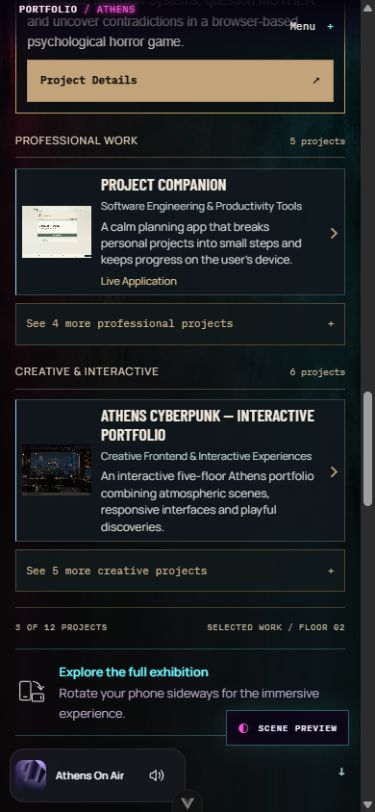 PORTFOLIO / ATHENS
and uncover contradictions in a browser-based
Menu +
psychological horror game.
Project Details ↗
PROFESSIONAL WORK 5 projects
PROJECT COMPANION
Software Engineering & Productivity Tools
A calm planning app that breaks
personal projects into small steps and
keeps progress on the user's device.
Live Application
See 4 more professional projects +
CREATIVE & INTERACTIVE 6 projects
ATHENS CYBERPUNK — INTERACTIVE
PORTFOLIO
Creative Frontend & Interactive Experiences
An interactive five-floor Athens portfolio
combining atmospheric scenes,
responsive interfaces and playful
discoveries.
See 5 more creative projects +
3 OF 12 PROJECTS SELECTED WORK / FLOOR 02
Explore the full exhibition
Rotate your phone sideways for the immersive
experience.
SCENE PREVIEW
Athens On Air ↓